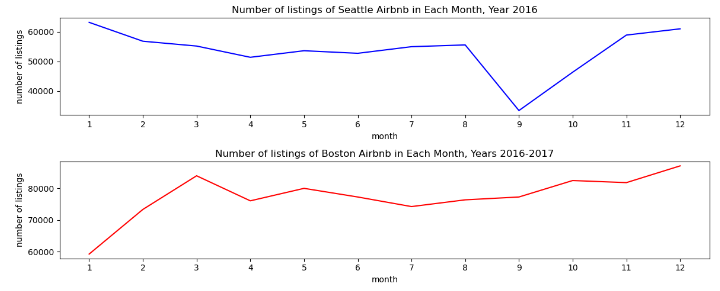 Number of listings of Seattle Airbnb in Each Month, Year 2016
number of listings
60000
50000
40000
1 2 3 4 5 6 7 8 9 10 11 12
month
Number of listings of Boston Airbnb in Each Month, Years 2016-2017
number of listings
80000
70000
60000
1 2 3 4 5 6 7 8 9 10 11 12
month